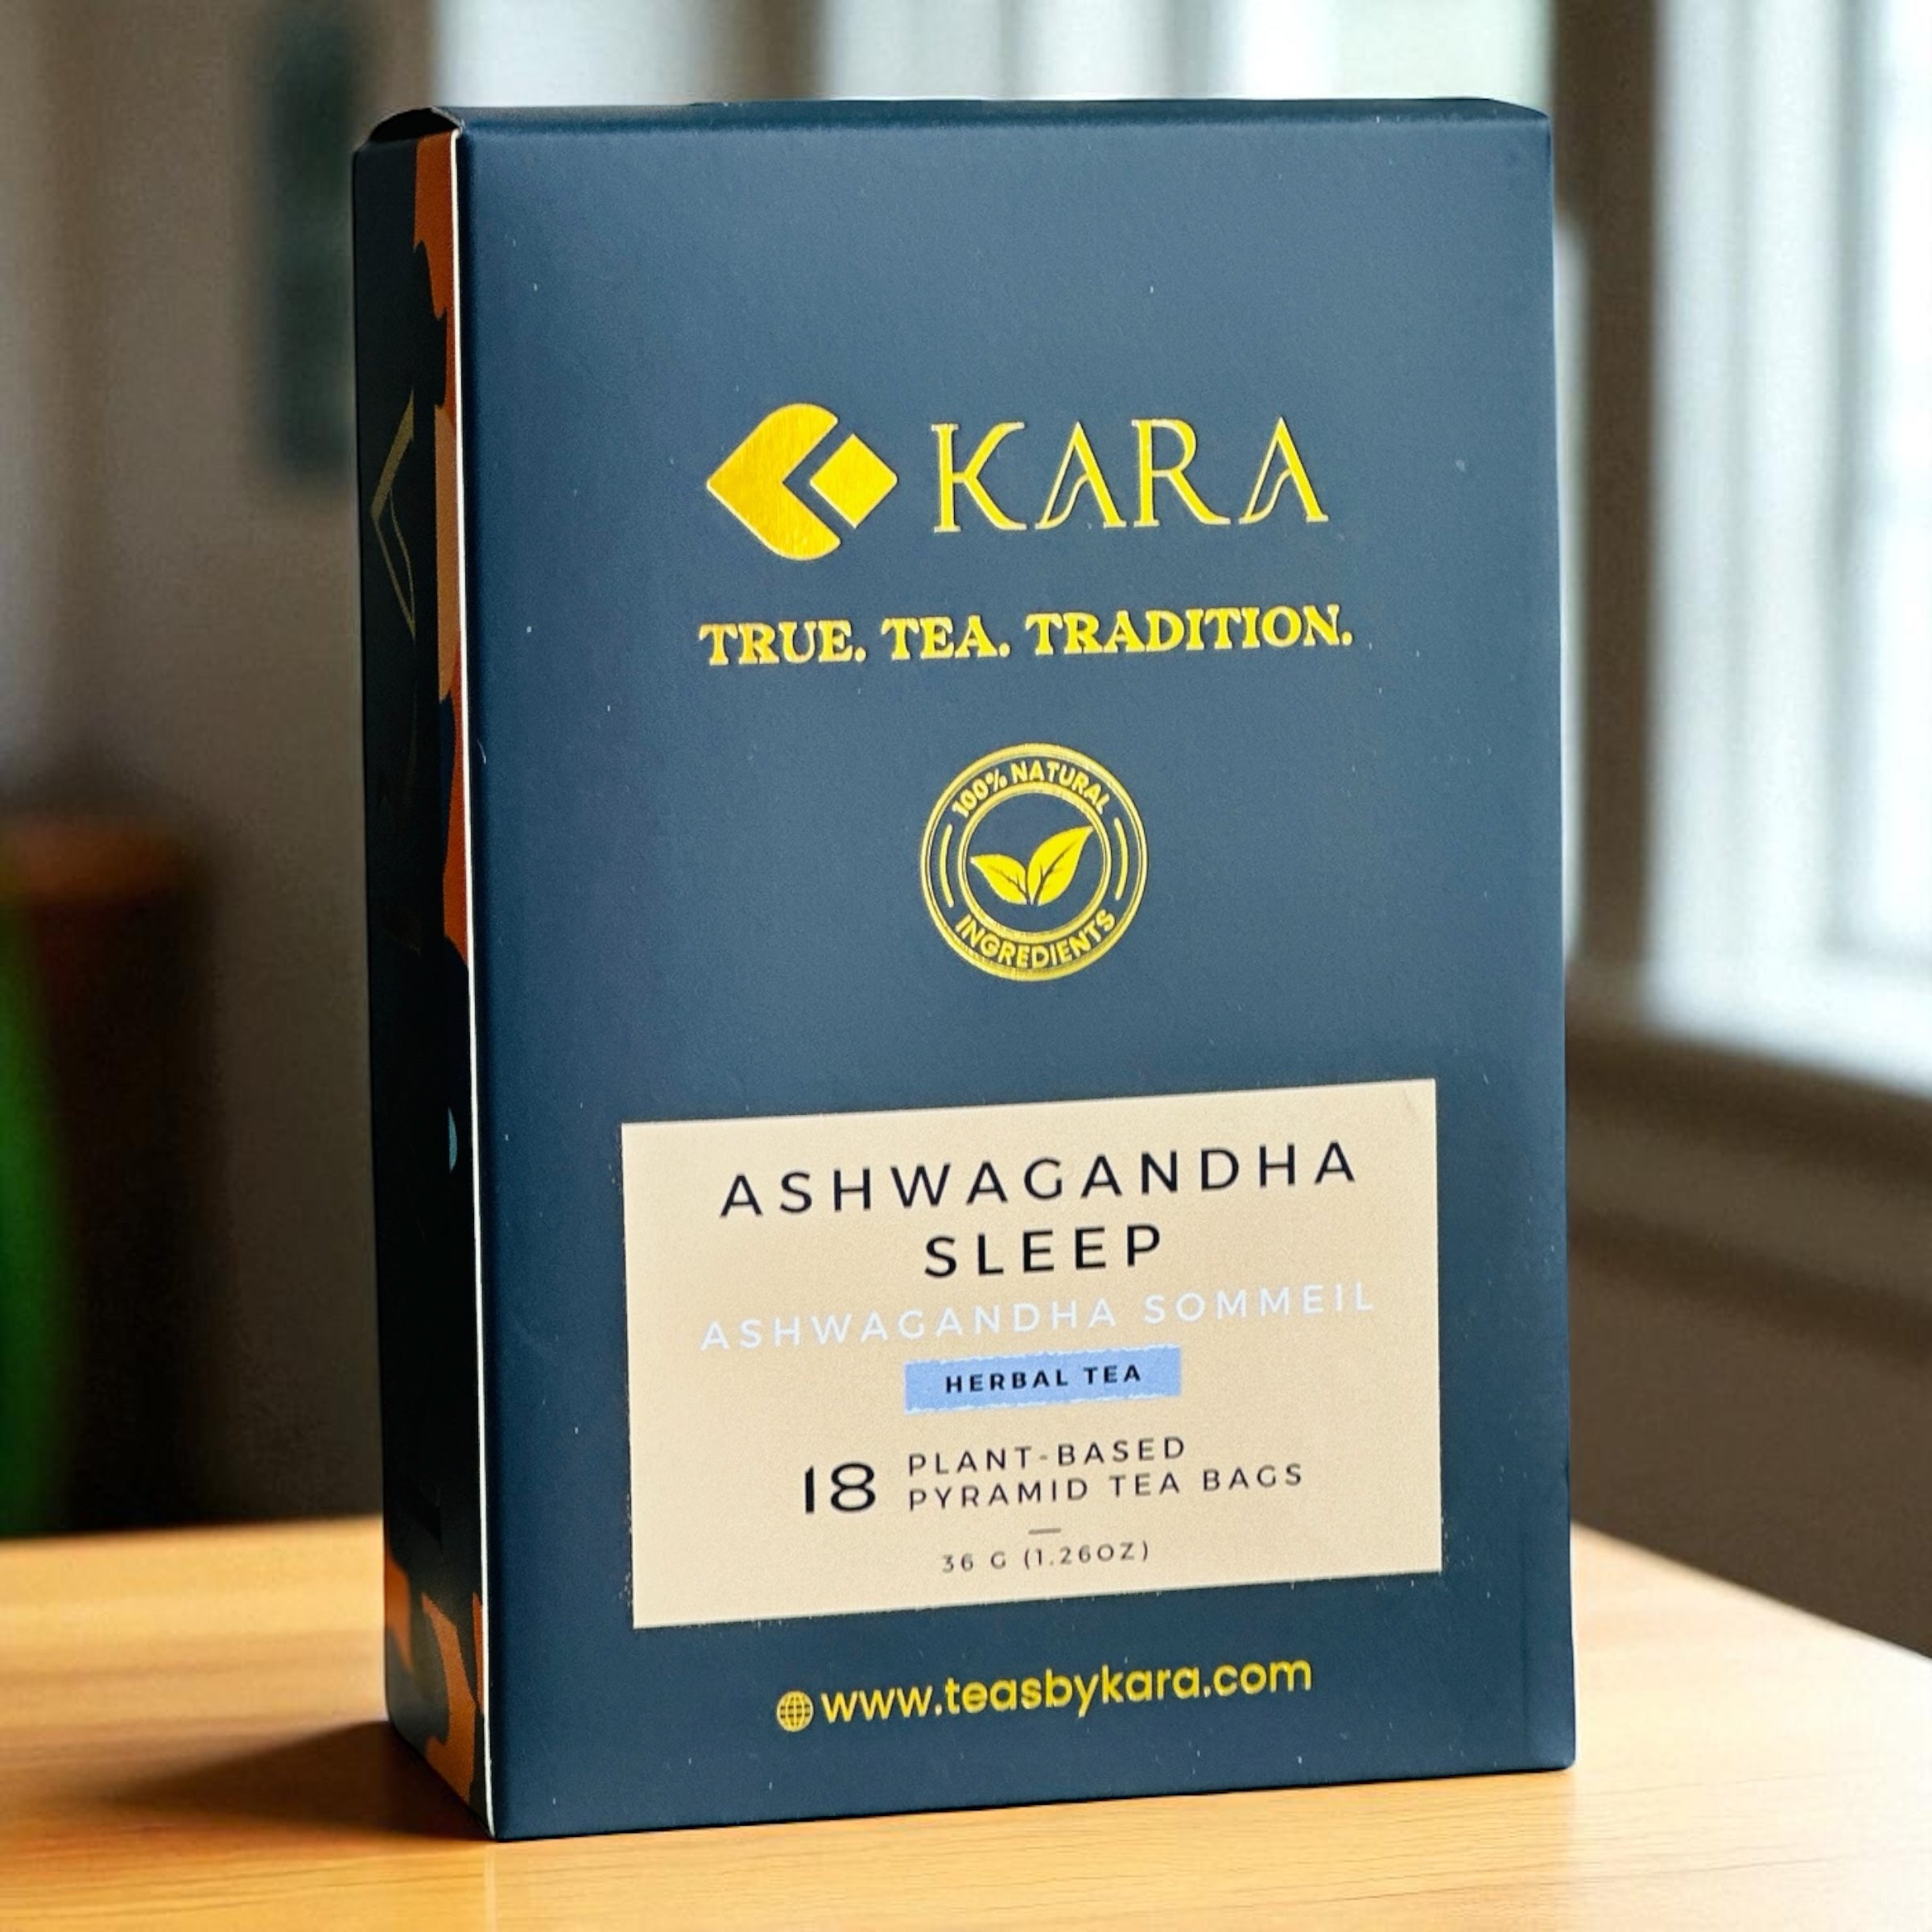 KARA
TRUE. TEA. TRADITION.
100% NATURAL
INGREDIENTS
ASHWAGANDHA
SLEEP
ASHWAGANDHA SOMMEIL
HERBAL TEA
18 PLANT-BASED
PYRAMID TEA BAGS
36 G (1.26OZ)
www.teasbykara.com